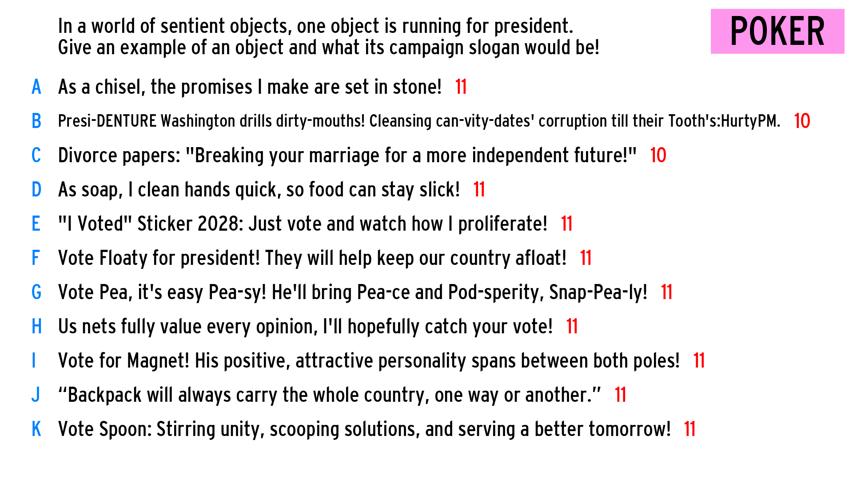 In a world of sentient objects, one object is running for president.
Give an example of an object and what its campaign slogan would be!
POKER
A As a chisel, the promises I make are set in stone! 11
B Presi-DENTURE Washington drills dirty-mouths! Cleansing can-vity-dates' corruption till their Tooth's:HurtyPM. 10
C Divorce papers: "Breaking your marriage for a more independent future!" 10
D As soap, I clean hands quick, so food can stay slick! 11
E "I Voted" Sticker 2028: Just vote and watch how I proliferate! 11
F Vote Floaty for president! They will help keep our country afloat! 11
G Vote Pea, it's easy Pea-sy! He'll bring Pea-ce and Pod-sperity, Snap-Pea-ly! 11
H Us nets fully value every opinion, I'll hopefully catch your vote! 11
I Vote for Magnet! His positive, attractive personality spans between both poles! 11
J “Backpack will always carry the whole country, one way or another.” 11
K Vote Spoon: Stirring unity, scooping solutions, and serving a better tomorrow! 11